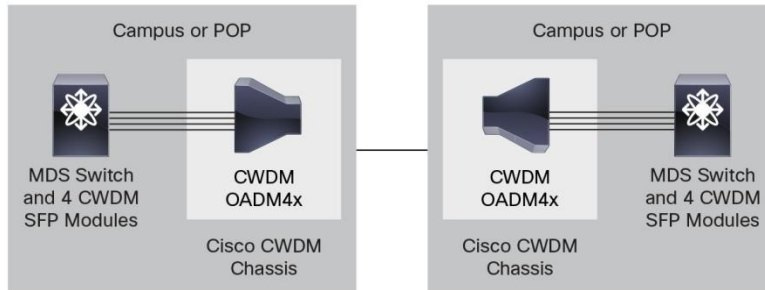 Campus or POP
MDS Switch
and 4 CWDM
SFP Modules
CWDM
OADM4x
Cisco CWDM
Chassis
Campus or POP
CWDM
OADM4x
Cisco CWDM
Chassis
MDS Switch
and 4 CWDM
SFP Modules